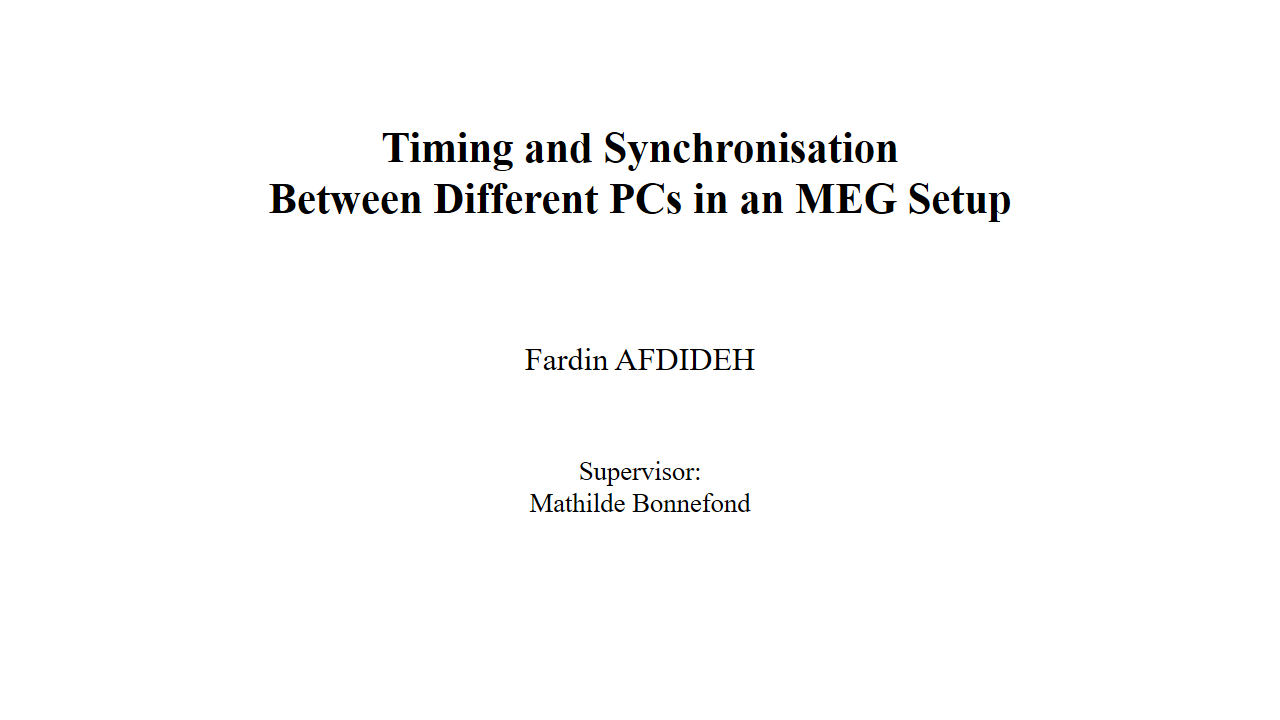 Timing and Synchronisation
Between Different PCs in an MEG Setup
Fardin AFDIDEH
Supervisor:
Mathilde Bonnefond